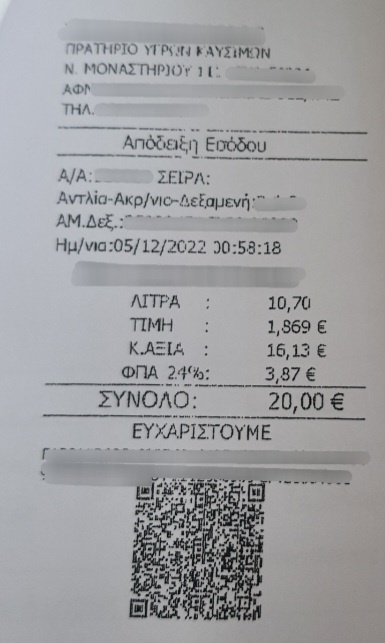 ΠΡΑΤΗΡΙΟ ΥΓΡΩΝ ΚΑΥΣΙΜΩΝ
Ν. ΜΟΝΑΣΤΗΡΙΟΥ
ΑΦΜ
ΤΗΛ.
Απόδειξη Εσόδου
Α/Α: ΣΕΙΡΑ:
Αντλία-Ακρ/νιο-Δεξαμενή:
ΑΜ.Δεξ.:
Ημ/νια:05/12/2022 00:58:18
ΛΙΤΡΑ : 10,70
ΤΙΜΗ : 1,869 €
Κ.ΑΞΙΑ : 16,13 €
ΦΠΑ 24%: 3,87 €
ΣΥΝΟΛΟ: 20,00 €
ΕΥΧΑΡΙΣΤΟΥΜΕ